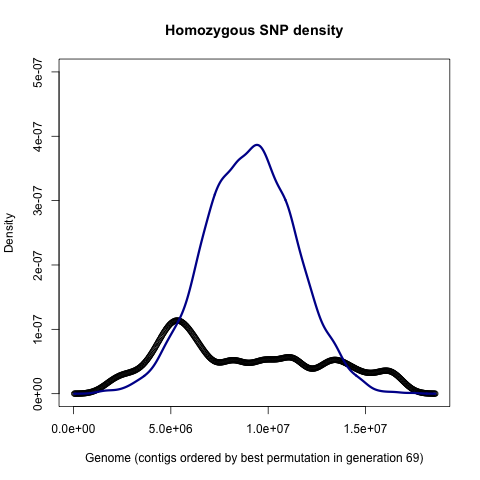 Homozygous SNP density
5e-07
4e-07
3e-07
2e-07
1e-07
0e+00
Density
0.0e+00 5.0e+06 1.0e+07 1.5e+07
Genome (contigs ordered by best permutation in generation 69)